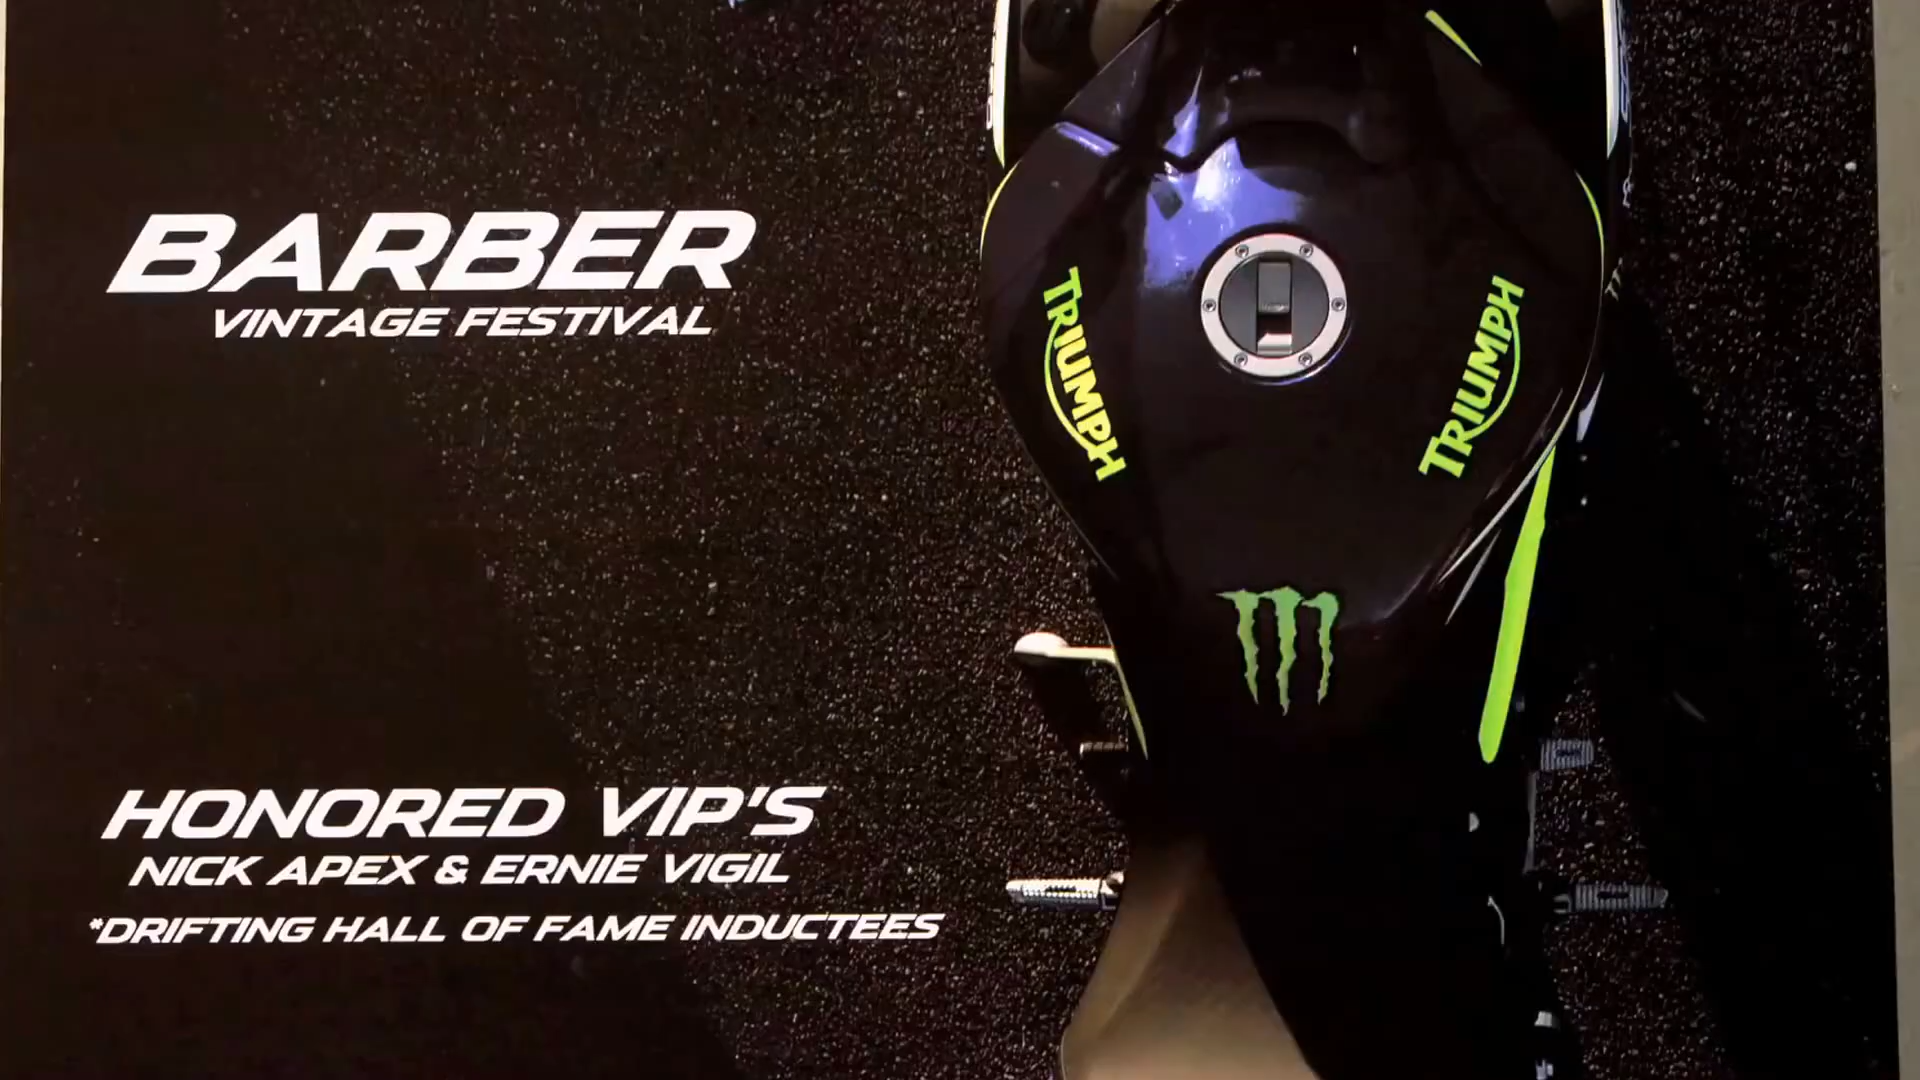 BARBER
VINTAGE FESTIVAL
TRIUMPH
TRIUMPH
HONORED VIP'S
NICK APEX & ERNIE VIGIL
*DRIFTING HALL OF FAME INDUCTEES